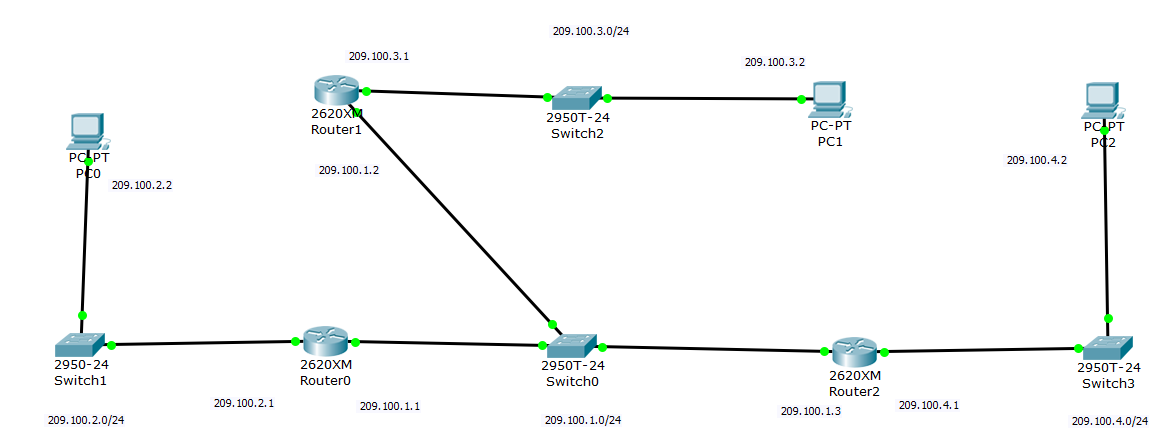 209.100.3.0/24
209.100.3.1
209.100.3.2
2620XM
Router1
2950T-24
Switch2
PC-PT
PC1
PC-PT
PC2
PC-PT
PC0
209.100.4.2
209.100.1.2
209.100.2.2
2950-24
Switch1
2620XM
Router0
2950T-24
Switch0
2620XM
Router2
2950T-24
Switch3
209.100.2.1
209.100.1.1
209.100.1.3
209.100.4.1
209.100.2.0/24
209.100.1.0/24
209.100.4.0/24